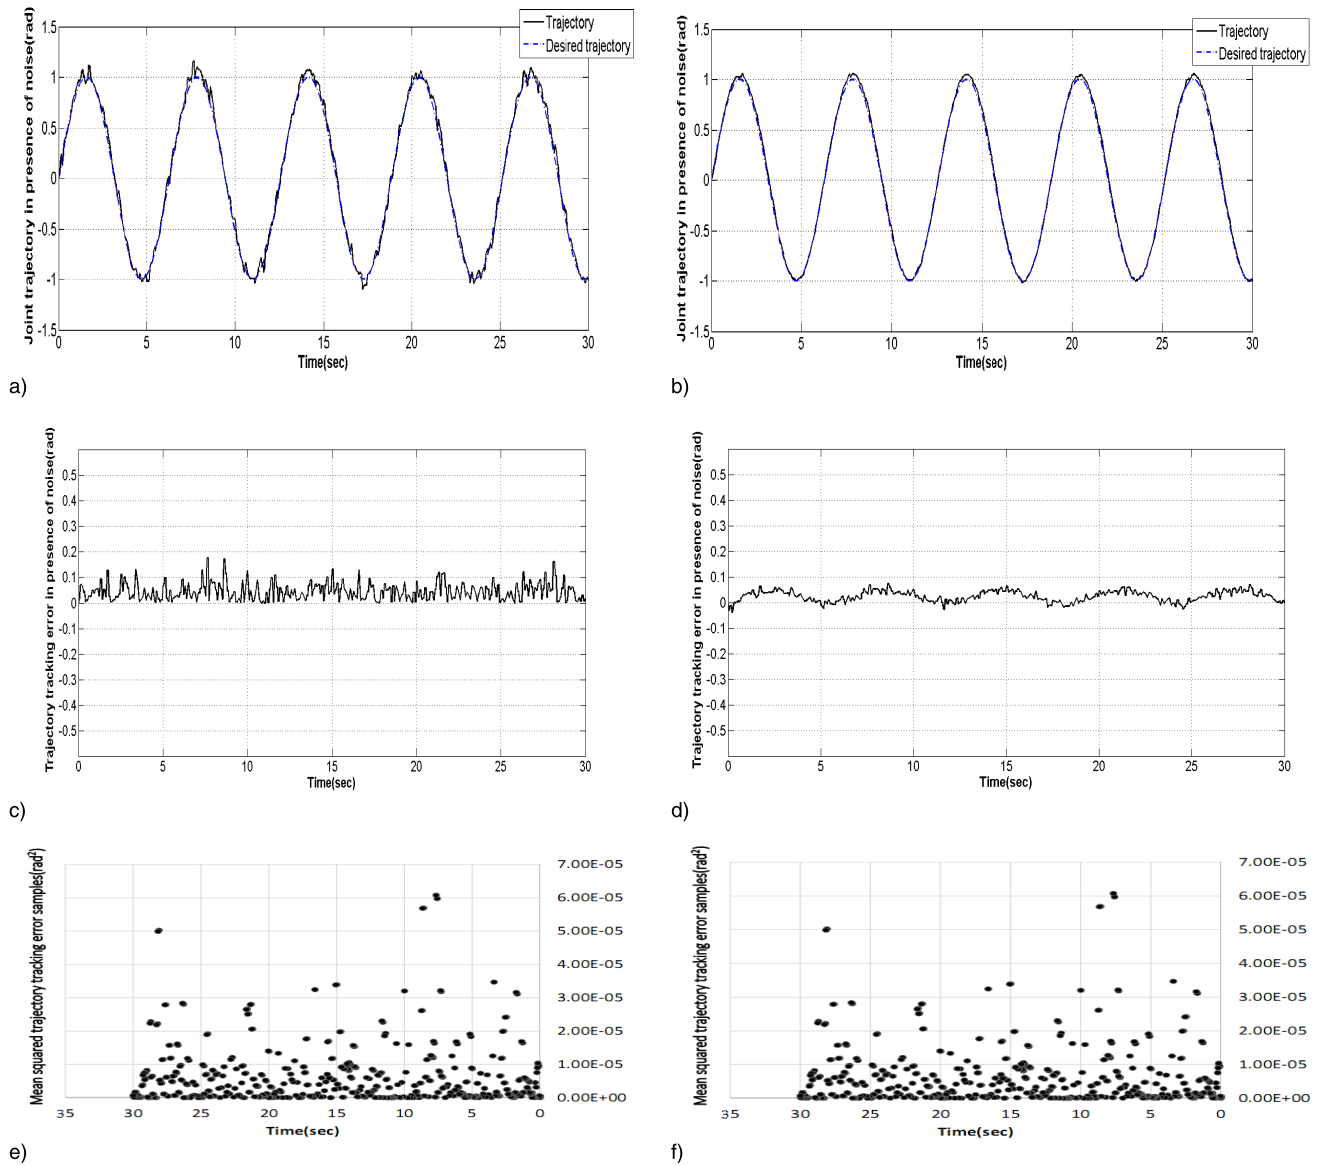 Joint trajectory in presence of noise(rad)
1.5
1
0.5
0
-0.5
-1
-1.5
0
5
10
15
20
25
30
Time(sec)
Trajectory
Desired trajectory
a)
Joint trajectory in presence of noise(rad)
1.5
1
0.5
0
-0.5
-1
-1.5
0
5
10
15
20
25
30
Time(sec)
Trajectory
Desired trajectory
b)
Trajectory tracking error in presence of noise(rad)
0.5
0.4
0.3
0.2
0.1
0
-0.1
-0.2
-0.3
-0.4
-0.5
0
5
10
15
20
25
30
Time(sec)
c)
Trajectory tracking error in presence of noise(rad)
0.5
0.4
0.3
0.2
0.1
0
-0.1
-0.2
-0.3
-0.4
-0.5
0
5
10
15
20
25
30
Time(sec)
d)
Mean squared trajectory tracking error samples(rad²)
7.00E-05
6.00E-05
5.00E-05
4.00E-05
3.00E-05
2.00E-05
1.00E-05
0.00E+00
35
30
25
20
15
10
5
0
Time(sec)
e)
Mean squared trajectory tracking error samples(rad²)
7.00E-05
6.00E-05
5.00E-05
4.00E-05
3.00E-05
2.00E-05
1.00E-05
0.00E+00
35
30
25
20
15
10
5
0
Time(sec)
f)